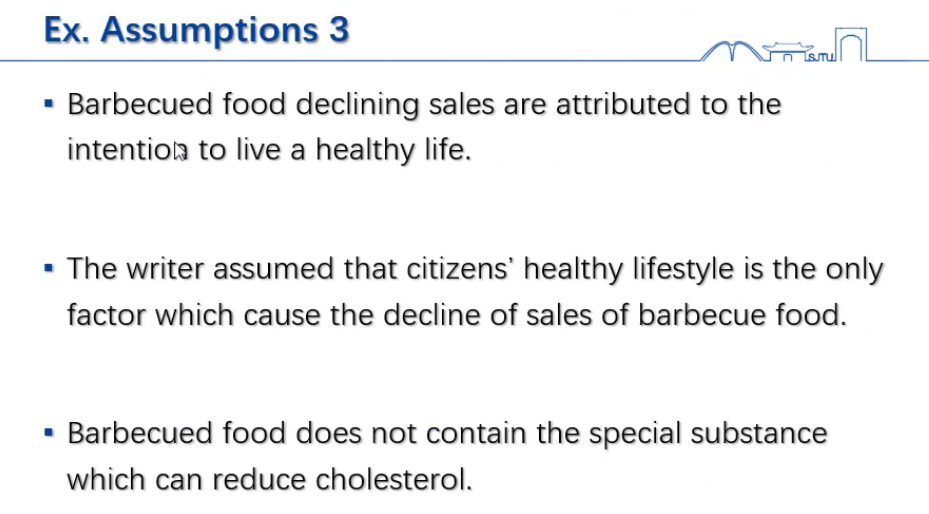 Ex. Assumptions 3
▪ Barbecued food declining sales are attributed to the
intention to live a healthy life.
▪ The writer assumed that citizens’ healthy lifestyle is the only
factor which cause the decline of sales of barbecue food.
▪ Barbecued food does not contain the special substance
which can reduce cholesterol.